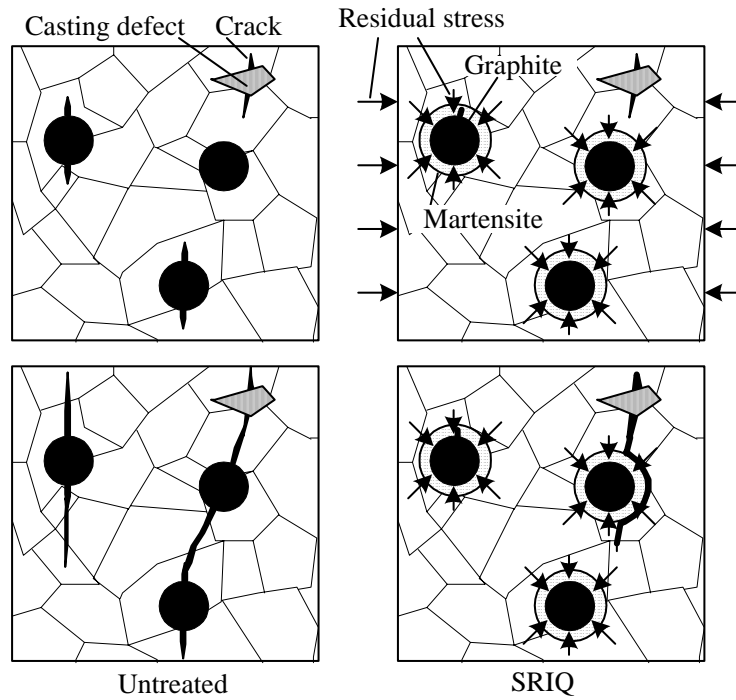 Casting defect
Crack
Residual stress
Graphite
Martensite
Untreated
SRIQ